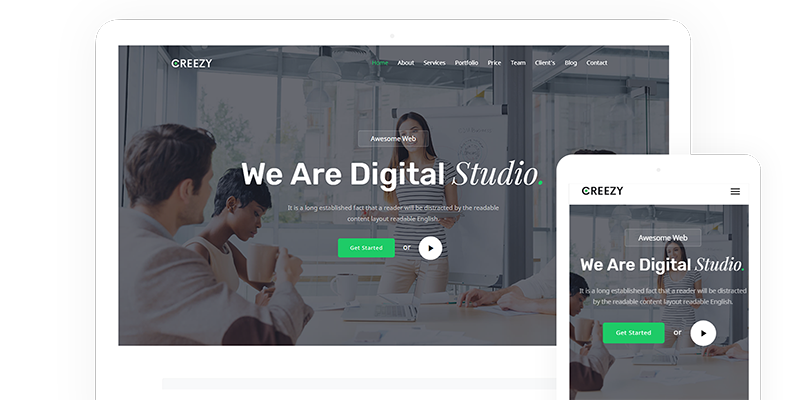 CREEZY
Home About Services Portfolio Price Team Client's Blog Contact
Awesome Web
We Are Digital Studio.
It is a long established fact that a reader will be distracted by the readable
content layout readable English.
Get Started or
CREEZY
Awesome Web
We Are Digital Studio.
It is a long established fact that a reader will be distracted
by the readable content layout readable English.
Get Started or